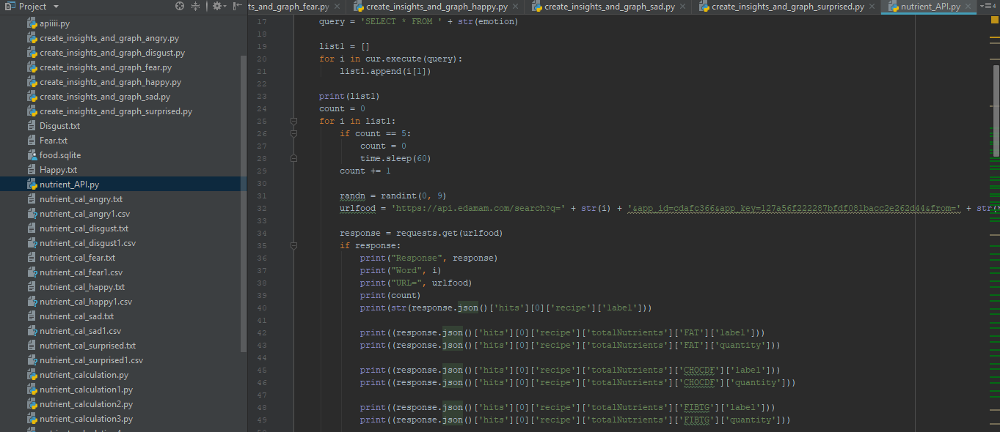 Project
ts_and_graph_fear.py
create_insights_and_graph_happy.py
create_insights_and_graph_sad.py
create_insights_and_graph_surprised.py
nutrient_API.py
4
apiiii.py
create_insights_and_graph_angry.py
create_insights_and_graph_disgust.py
create_insights_and_graph_fear.py
create_insights_and_graph_happy.py
create_insights_and_graph_sad.py
create_insights_and_graph_surprised.py
Disgust.txt
Fear.txt
food.sqlite
Happy.txt
nutrient_API.py
nutrient_cal_angry.txt
nutrient_cal_angry1.csv
nutrient_cal_disgust.txt
nutrient_cal_disgust1.csv
nutrient_cal_fear.txt
nutrient_cal_fear1.csv
nutrient_cal_happy.txt
nutrient_cal_happy1.csv
nutrient_cal_sad.txt
nutrient_cal_sad1.csv
nutrient_cal_surprised.txt
nutrient_cal_surprised1.csv
nutrient_calculation.py
nutrient_calculation1.py
nutrient_calculation2.py
nutrient_calculation3.py
17 query = 'SELECT * FROM ' + str(emotion)
18
19 list1 = []
20 for i in cur.execute(query):
21 list1.append(i[1])
22
23 print(list1)
24 count = 0
25 for i in list1:
26 if count == 5:
27 count = 0
28 time.sleep(60)
29 count += 1
30
31 randn = randint(0, 9)
32 urlfood = 'https://api.edamam.com/search?q=' + str(i) + '&app_id=cdafc366&app_key=127a56f222287bfdf081bacc2e262d44&from=' + str(
33
34 response = requests.get(urlfood)
35 if response:
36 print("Response", response)
37 print("Word", i)
38 print("URL=", urlfood)
39 print(count)
40 print(str(response.json()['hits'][0]['recipe']['label']))
41
42 print((response.json()['hits'][0]['recipe']['totalNutrients']['FAT']['label']))
43 print((response.json()['hits'][0]['recipe']['totalNutrients']['FAT']['quantity']))
44
45 print((response.json()['hits'][0]['recipe']['totalNutrients']['CHOCDF']['label']))
46 print((response.json()['hits'][0]['recipe']['totalNutrients']['CHOCDF']['quantity']))
47
48 print((response.json()['hits'][0]['recipe']['totalNutrients']['FIBTG']['label']))
49 print((response.json()['hits'][0]['recipe']['totalNutrients']['FIBTG']['quantity']))